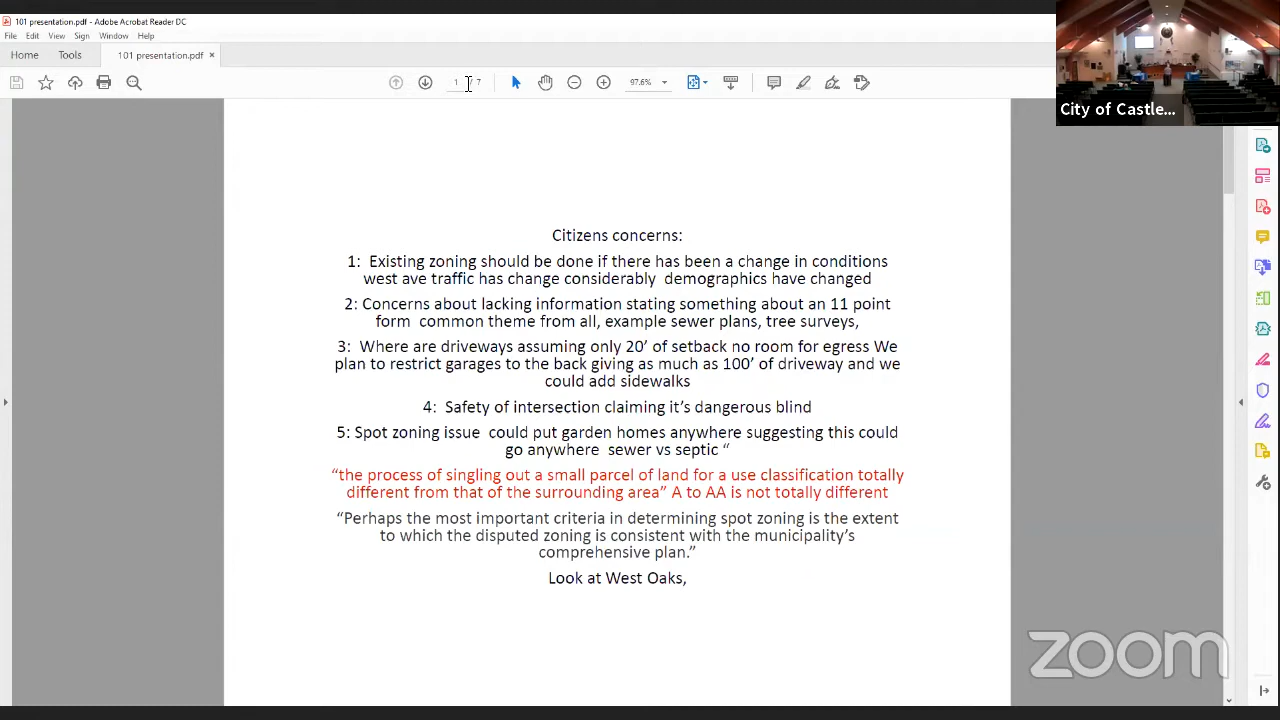 101 presentation.pdf - Adobe Acrobat Reader DC
File Edit View Sign Window Help
Home Tools 101 presentation.pdf ×
1 7 97.6%
City of Castle...
Citizens concerns:
1: Existing zoning should be done if there has been a change in conditions
west ave traffic has change considerably demographics have changed
2: Concerns about lacking information stating something about an 11 point
form common theme from all, example sewer plans, tree surveys,
3: Where are driveways assuming only 20’ of setback no room for egress We
plan to restrict garages to the back giving as much as 100’ of driveway and we
could add sidewalks
4: Safety of intersection claiming it’s dangerous blind
5: Spot zoning issue could put garden homes anywhere suggesting this could
go anywhere sewer vs septic “
“the process of singling out a small parcel of land for a use classification totally
different from that of the surrounding area” A to AA is not totally different
“Perhaps the most important criteria in determining spot zoning is the extent
to which the disputed zoning is consistent with the municipality’s
comprehensive plan.”
Look at West Oaks,
zoom